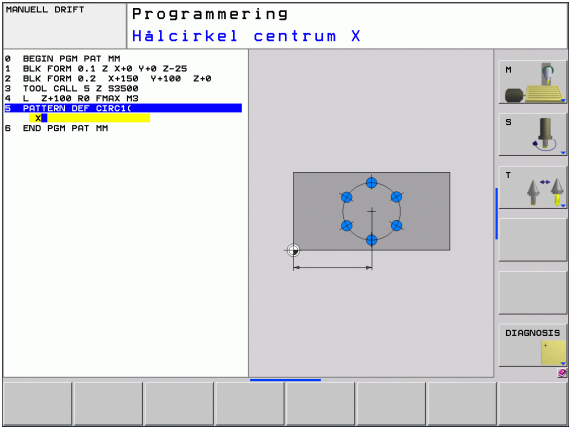 MANUELL DRIFT
Programmering
Hålcirkel centrum X
0 BEGIN PGM PAT MM
1 BLK FORM 0.1 Z X+0 Y+0 Z-25
2 BLK FORM 0.2 X+150 Y+100 Z+0
3 TOOL CALL 5 Z S3500
4 L Z+100 R0 FMAX M3
5 PATTERN DEF CIRC1(
X
6 END PGM PAT MM
M
S
T
DIAGNOSIS